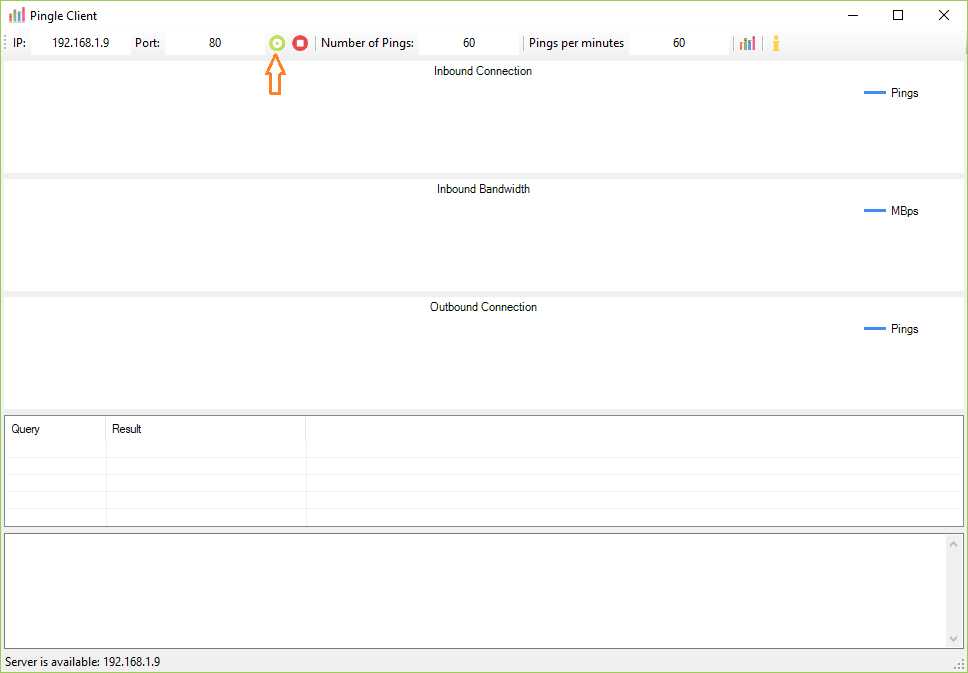 Pingle Client
IP: 192.168.1.9 Port: 80 Number of Pings: 60 Pings per minutes 60
Inbound Connection
Pings
Inbound Bandwidth
MBps
Outbound Connection
Pings
Query Result
Server is available: 192.168.1.9